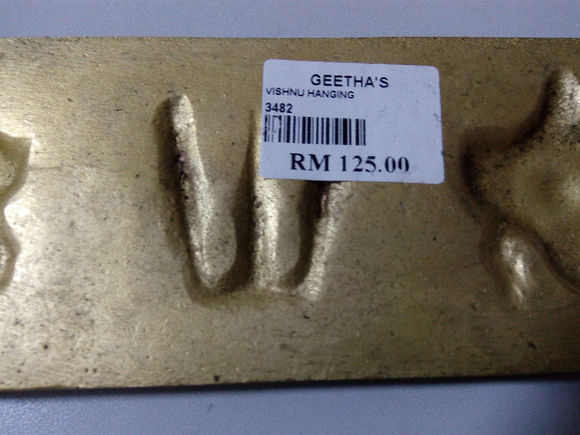 GEETHA'S
VISHNU HANGING
3482
RM 125.00